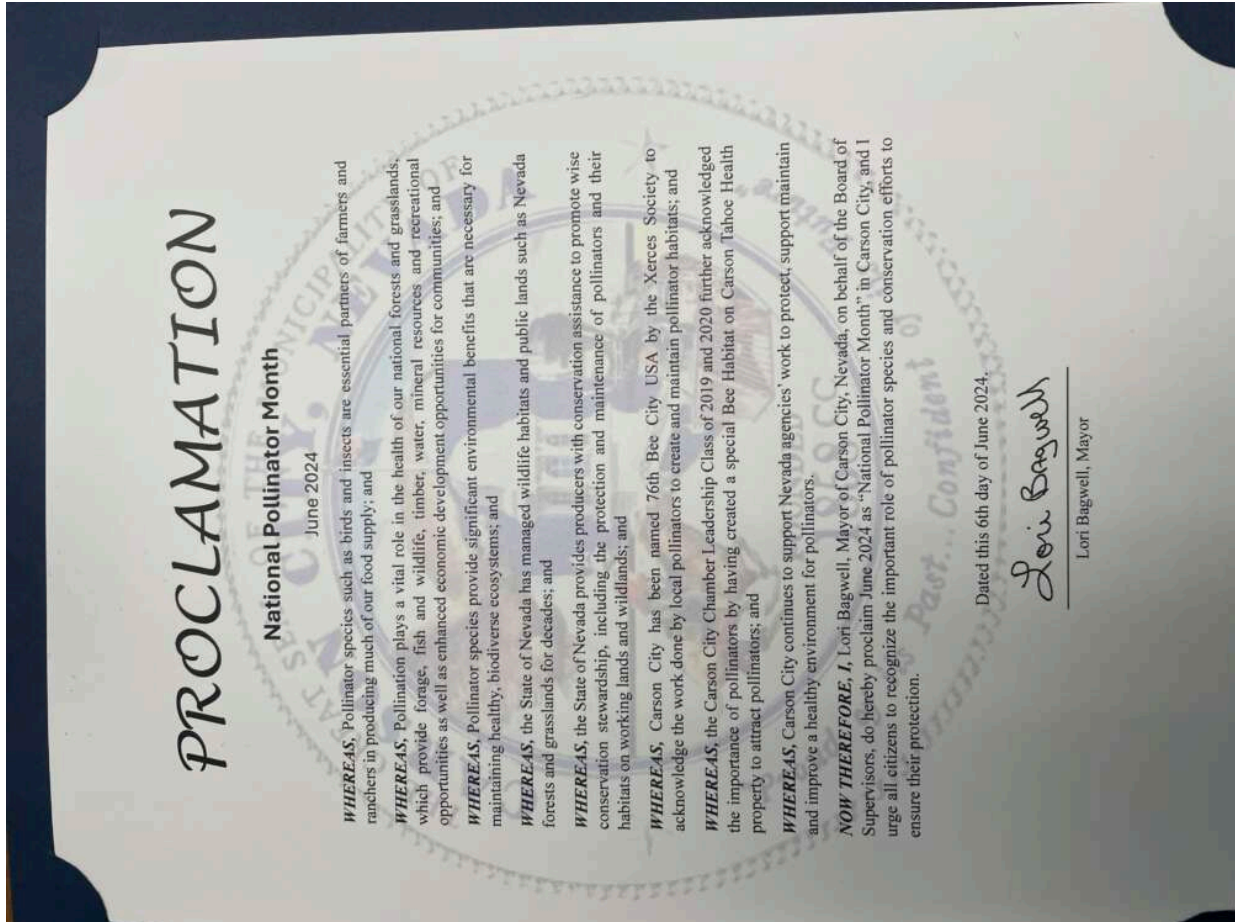 PROCLAMATION
National Pollinator Month
June 2024
WHEREAS, Pollinator species such as birds and insects are essential partners of farmers and
ranchers in producing much of our food supply; and
WHEREAS, Pollination plays a vital role in the health of our national forests and grasslands,
which provide forage, fish and wildlife, timber, water, mineral resources and recreational
opportunities as well as enhanced economic development opportunities for communities; and
WHEREAS, Pollinator species provide significant environmental benefits that are necessary for
maintaining healthy, biodiverse ecosystems; and
WHEREAS, the State of Nevada has managed wildlife habitats and public lands such as Nevada
forests and grasslands for decades; and
WHEREAS, the State of Nevada provides producers with conservation assistance to promote wise
conservation stewardship, including the protection and maintenance of pollinators and their
habitats on working lands and wildlands; and
WHEREAS, Carson City has been named 76th Bee City USA by the Xerces Society to
acknowledge the work done by local pollinators to create and maintain pollinator habitats; and
WHEREAS, the Carson City Chamber Leadership Class of 2019 and 2020 further acknowledged
the importance of pollinators by having created a special Bee Habitat on Carson Tahoe Health
property to attract pollinators; and
WHEREAS, Carson City continues to support Nevada agencies' work to protect, support maintain
and improve a healthy environment for pollinators.
NOW THEREFORE, I, Lori Bagwell, Mayor of Carson City, Nevada, on behalf of the Board of
Supervisors, do hereby proclaim June 2024 as “National Pollinator Month” in Carson City, and I
urge all citizens to recognize the important role of pollinator species and conservation efforts to
ensure their protection.
Dated this 6th day of June 2024.
Lori Bagwell
Lori Bagwell, Mayor